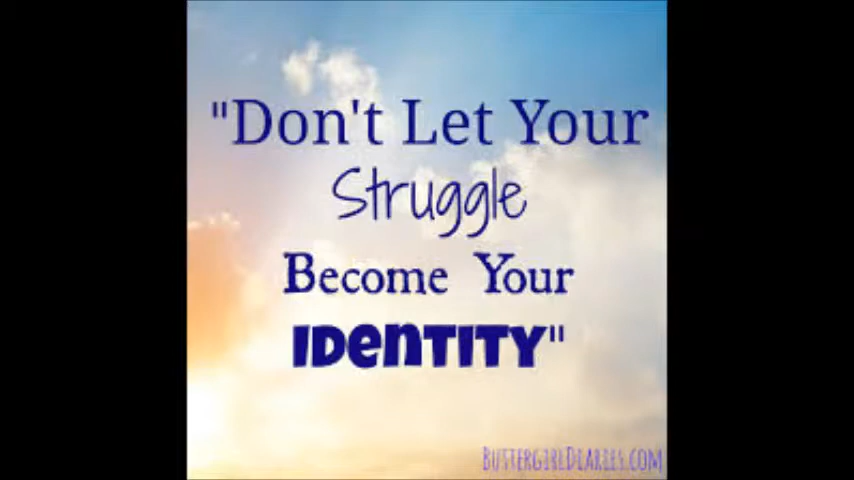 "Don't Let Your
Struggle
Become Your
IDENTITY"
BUTTERGIRLDIARIES.COM